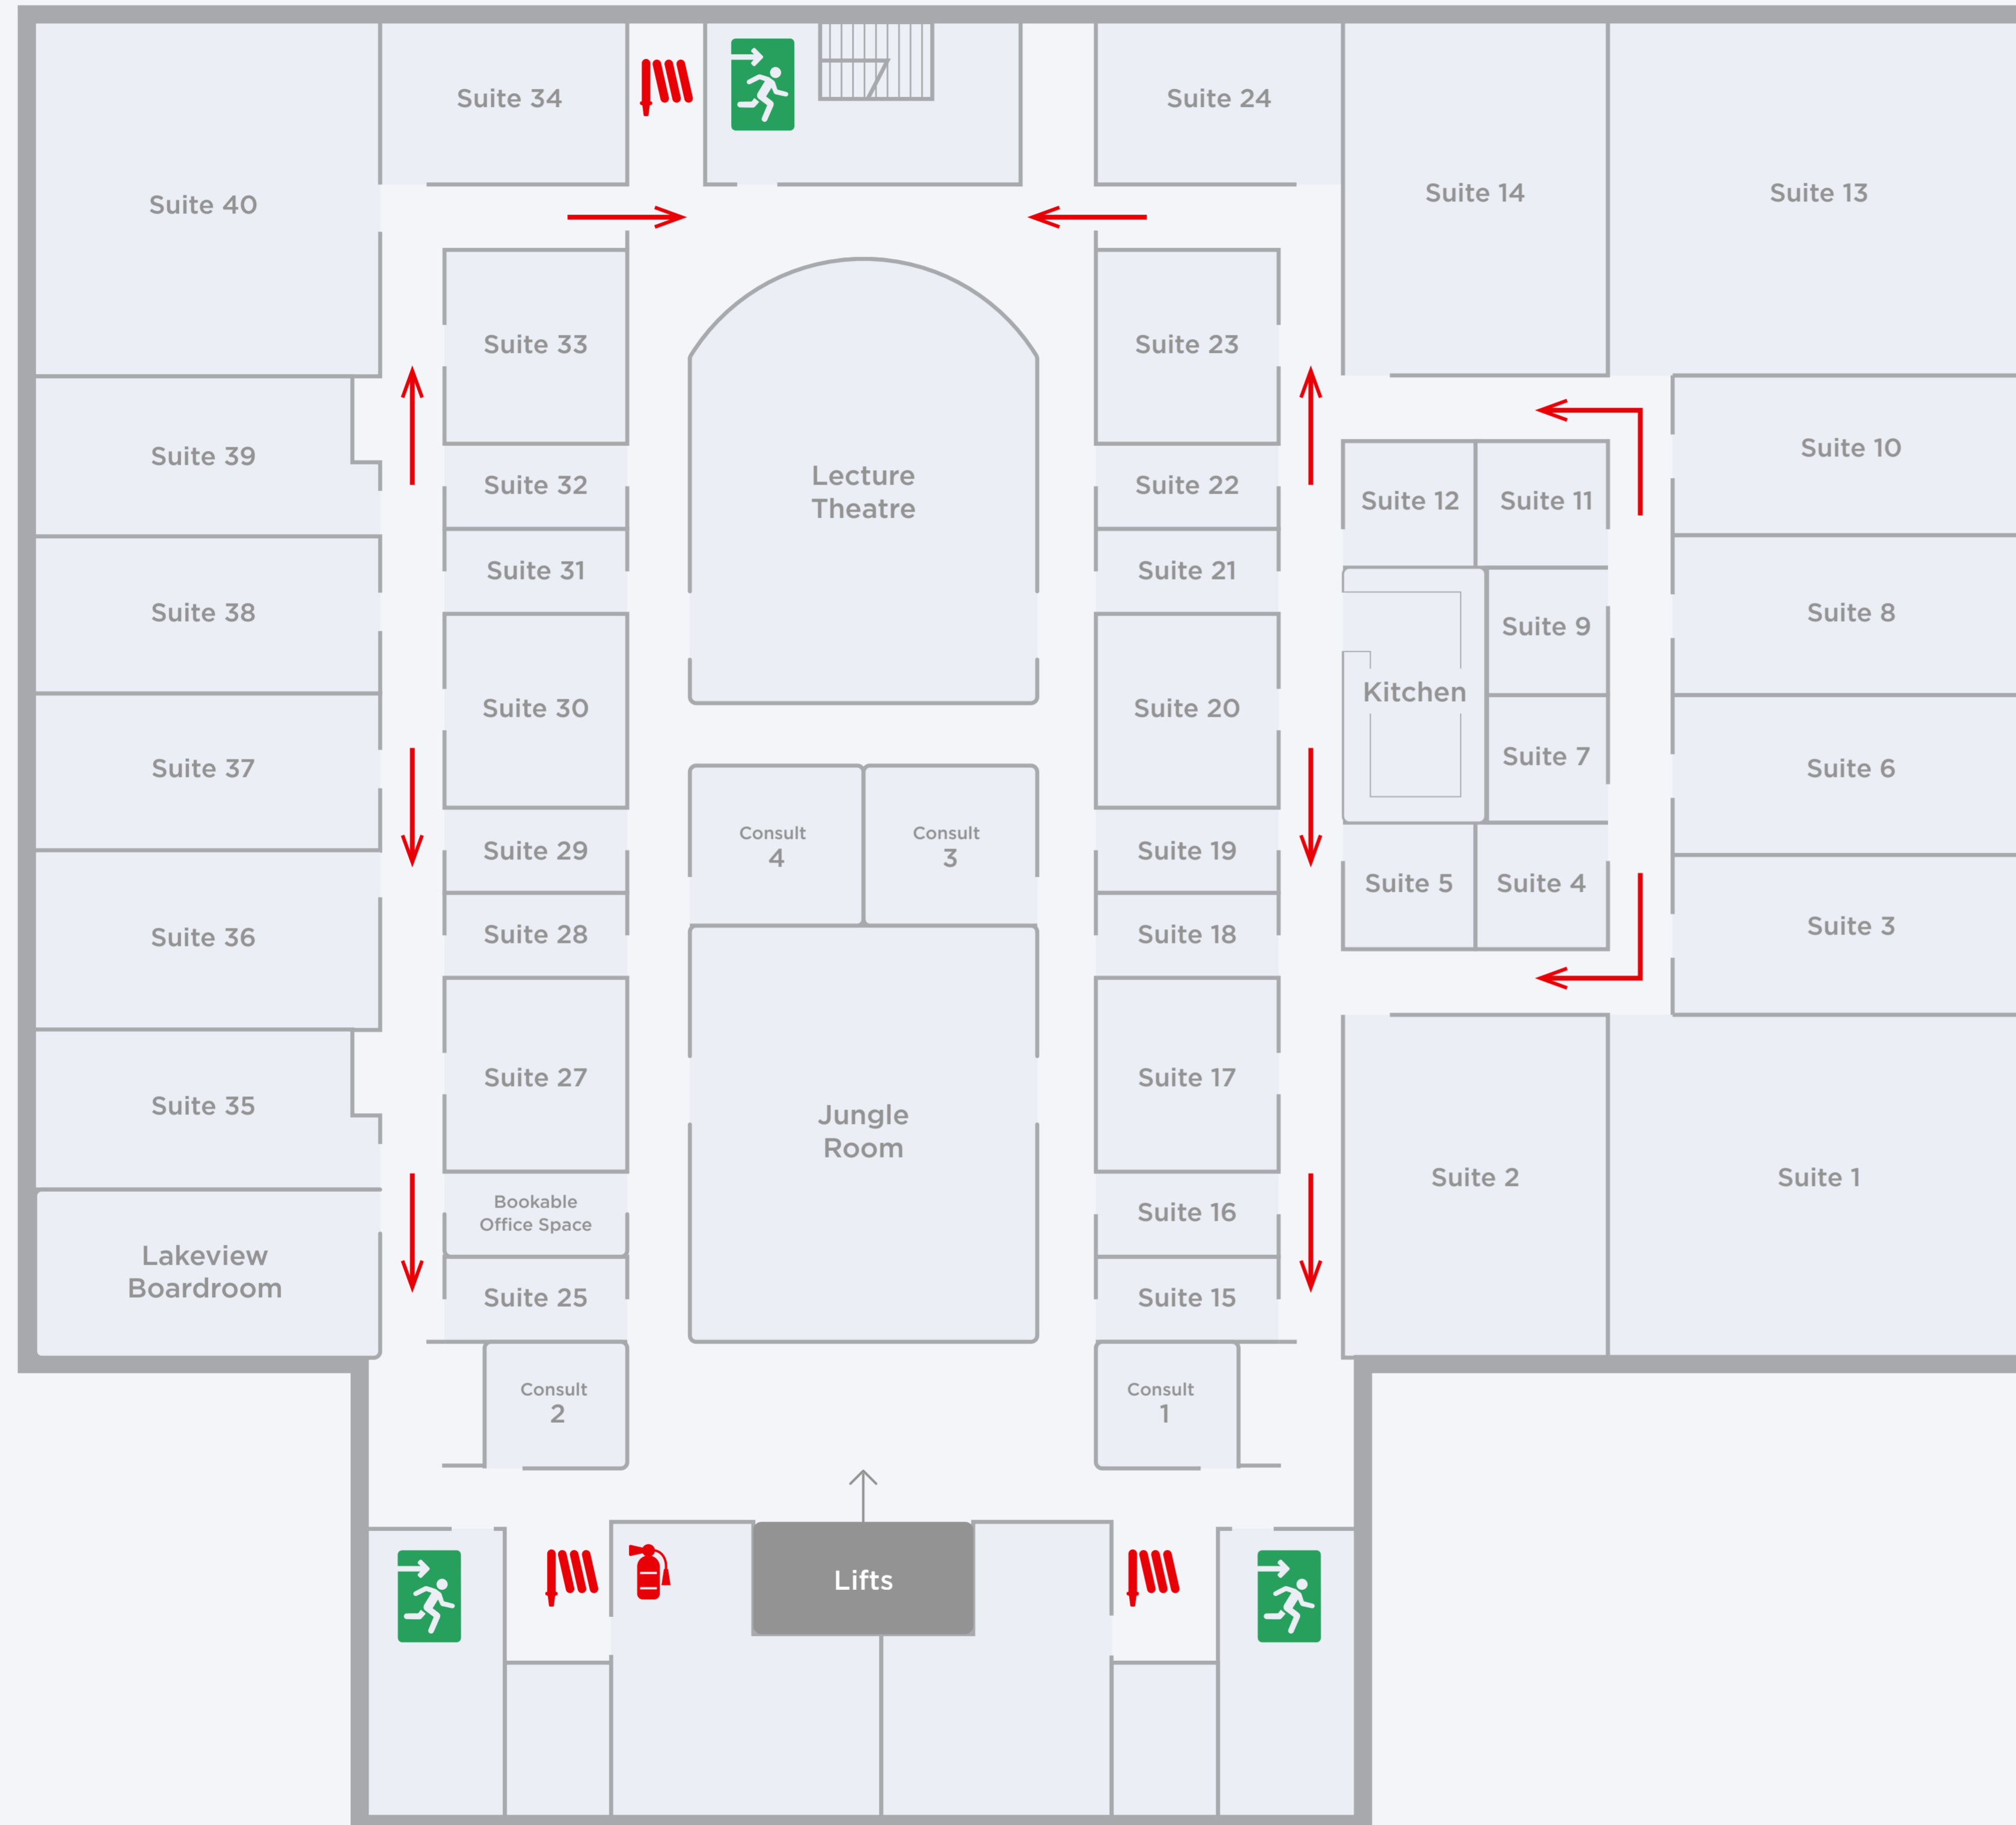 Suite 34
Suite 24
Suite 40
Suite 14
Suite 13
Suite 33
Suite 23
Suite 39
Suite 32
Lecture
Theatre
Suite 22
Suite 12
Suite 11
Suite 10
Suite 31
Suite 21
Suite 38
Suite 9
Suite 8
Suite 30
Suite 20
Kitchen
Suite 37
Suite 7
Suite 6
Suite 29
Consult
4
Consult
3
Suite 19
Suite 36
Suite 28
Suite 18
Suite 5
Suite 4
Suite 3
Suite 35
Suite 27
Jungle
Room
Suite 17
Suite 2
Suite 1
Bookable
Office Space
Suite 16
Lakeview
Boardroom
Suite 25
Suite 15
Consult
2
Consult
1
Lifts